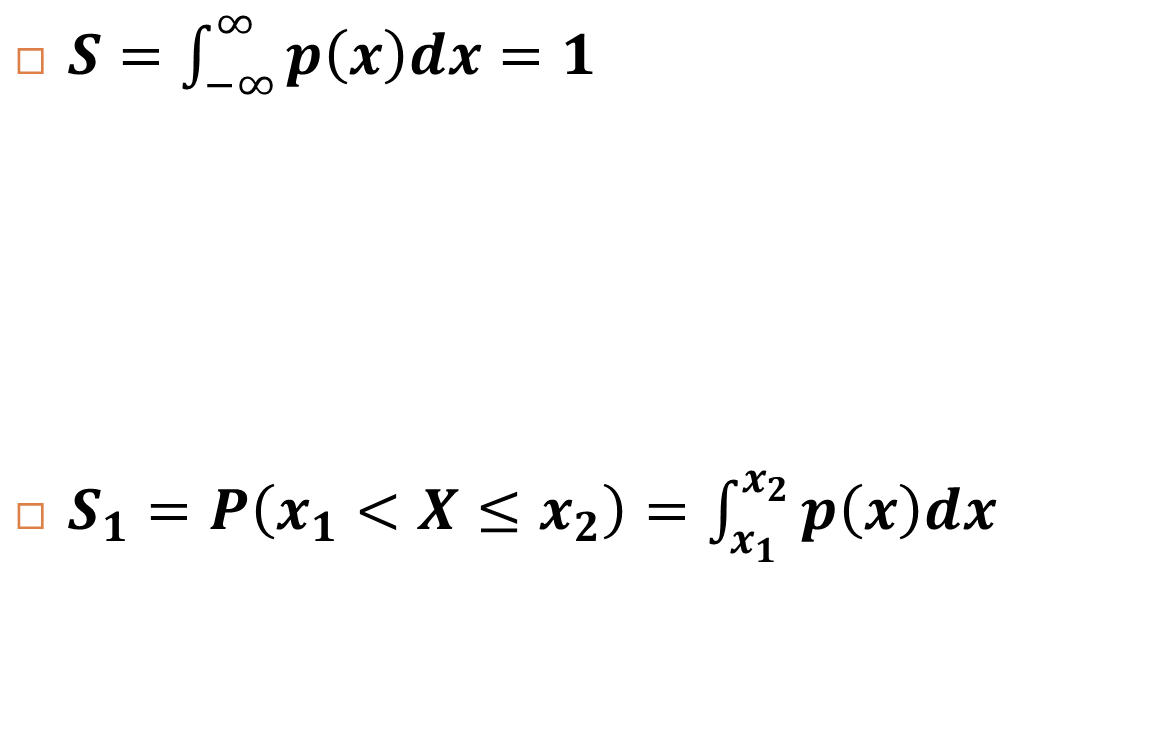 □ S = ∫_{-∞}^{∞} p(x)dx = 1
□ S₁ = P(x₁ < X ≤ x₂) = ∫_{x₁}^{x₂} p(x)dx